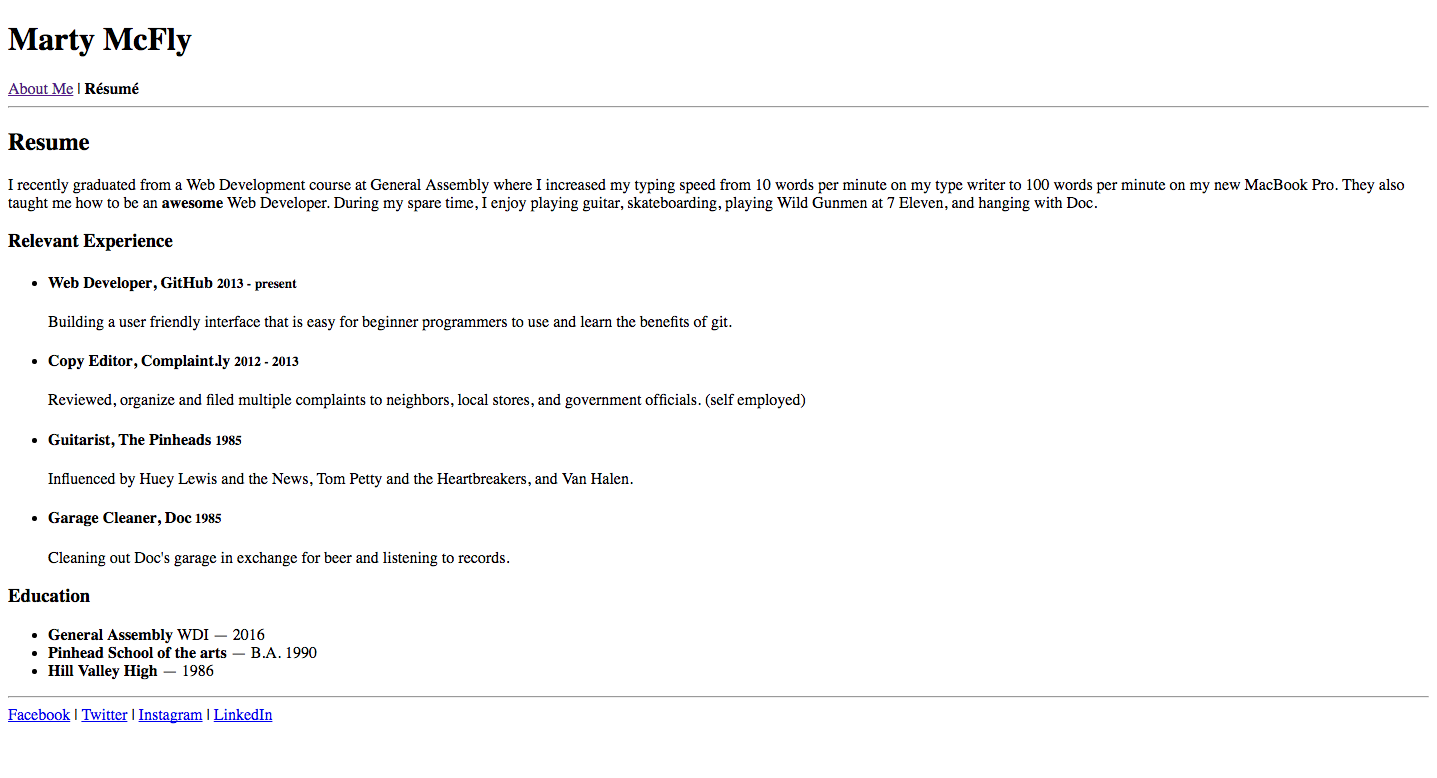 Marty McFly
About Me | Résumé
Resume
I recently graduated from a Web Development course at General Assembly where I increased my typing speed from 10 words per minute on my type writer to 100 words per minute on my new MacBook Pro. They also
taught me how to be an awesome Web Developer. During my spare time, I enjoy playing guitar, skateboarding, playing Wild Gunmen at 7 Eleven, and hanging with Doc.
Relevant Experience
• Web Developer, GitHub 2013 - present
Building a user friendly interface that is easy for beginner programmers to use and learn the benefits of git.
• Copy Editor, Complaint.ly 2012 - 2013
Reviewed, organize and filed multiple complaints to neighbors, local stores, and government officials. (self employed)
• Guitarist, The Pinheads 1985
Influenced by Huey Lewis and the News, Tom Petty and the Heartbreakers, and Van Halen.
• Garage Cleaner, Doc 1985
Cleaning out Doc's garage in exchange for beer and listening to records.
Education
• General Assembly WDI — 2016
• Pinhead School of the arts — B.A. 1990
• Hill Valley High — 1986
Facebook | Twitter | Instagram | LinkedIn